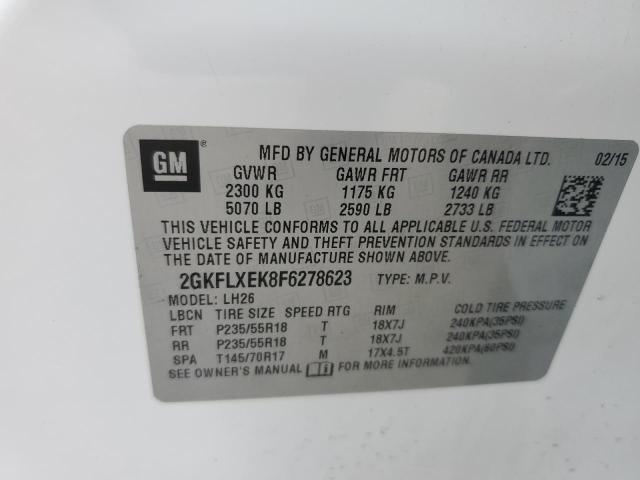 GM ®
MFD BY GENERAL MOTORS OF CANADA LTD. 02/15
GVWR GAWR FRT GAWR RR
2300 KG 1175 KG 1240 KG
5070 LB 2590 LB 2733 LB
THIS VEHICLE CONFORMS TO ALL APPLICABLE U.S. FEDERAL MOTOR
VEHICLE SAFETY AND THEFT PREVENTION STANDARDS IN EFFECT ON
THE DATE OF MANUFACTURE SHOWN ABOVE.
2GKFLXEK8F6278623 TYPE: M.P.V.
MODEL: LH26
LBCN TIRE SIZE SPEED RTG RIM COLD TIRE PRESSURE
FRT P235/55R18 T 18X7J 240KPA(35PSI)
RR P235/55R18 T 18X7J 240KPA(35PSI)
SPA T145/70R17 M 17X4.5T 420KPA(60PSI)
SEE OWNER'S MANUAL FOR MORE INFORMATION.